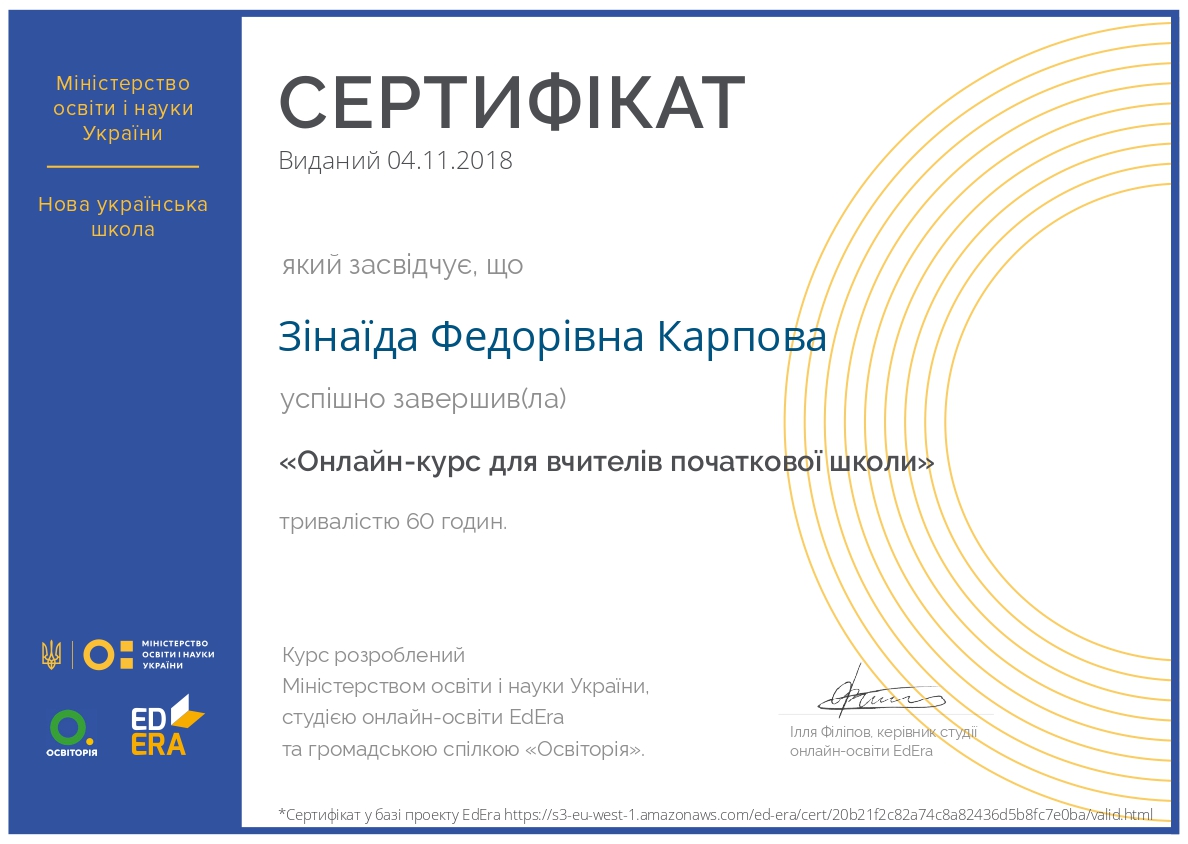 Міністерство
освіти і науки
України
Нова українська
школа
СЕРТИФІКАТ
Виданий 04.11.2018
який засвідчує, що
Зінаїда Федорівна Карпова
успішно завершив(ла)
«Онлайн-курс для вчителів початкової школи»
тривалістю 60 годин.
МІНІСТЕРСТВО
ОСВІТИ І НАУКИ
УКРАЇНИ
ОСВІТОРІЯ
ED
ERA
Курс розроблений
Міністерством освіти і науки України,
студією онлайн-освіти EdEra
та громадською спілкою «Освіторія».
Ілля Філіпов, керівник студії
онлайн-освіти EdEra
*Сертифікат у базі проекту EdEra https://s3-eu-west-1.amazonaws.com/ed-era/cert/20b21f2c82a74c8a82436d5b8fc7e0ba/valid.html